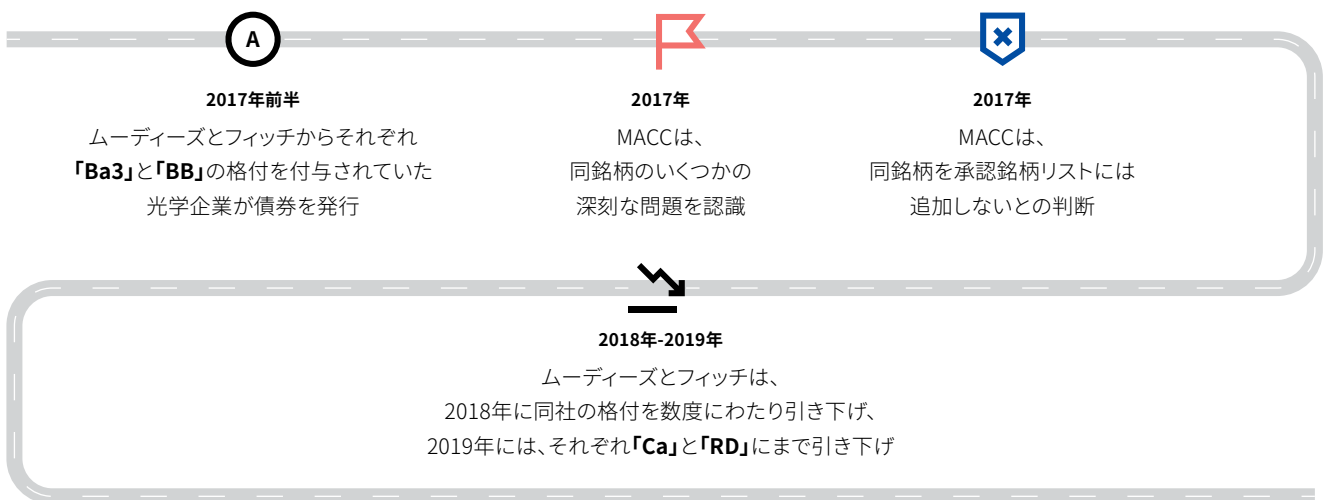 A
2017年前半
ムーディーズとフィッチからそれぞれ
「Ba3」と「BB」の格付を付与されていた
光学企業が債券を発行
2017年
MACCは、
同銘柄のいくつかの
深刻な問題を認識
2017年
MACCは、
同銘柄を承認銘柄リストには
追加しないとの判断
2018年-2019年
ムーディーズとフィッチは、
2018年に同社の格付を数度にわたり引き下げ、
2019年には、それぞれ「Ca」と「RD」にまで引き下げ